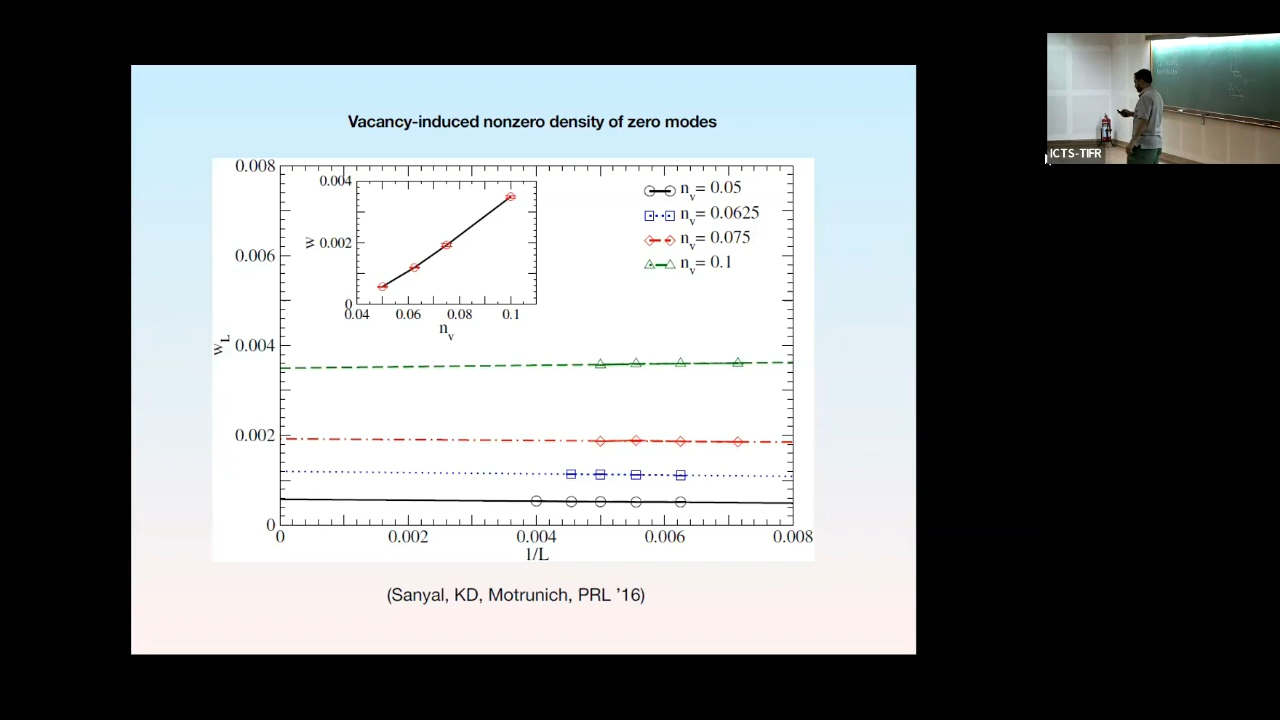 Vacancy-induced nonzero density of zero modes
0.008
0.006
0.004
0.002
0
w_L
0.004
0.002
0
w
0.04 0.06 0.08 0.1
n_v
n_v= 0.05
n_v= 0.0625
n_v= 0.075
n_v= 0.1
0 0.002 0.004 0.006 0.008
1/L
(Sanyal, KD, Motrunich, PRL ’16)
ICTS-TIFR